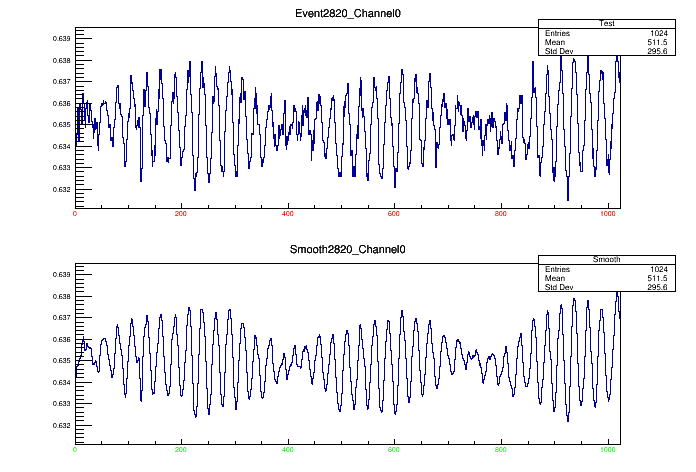 Event2820_Channel0
Test
Entries 1024
Mean 511.5
Std Dev 295.6
0.639
0.638
0.637
0.636
0.635
0.634
0.633
0.632
0 200 400 600 800 1000
Smooth2820_Channel0
Smooth
Entries 1024
Mean 511.5
Std Dev 295.6
0.639
0.638
0.637
0.636
0.635
0.634
0.633
0.632
0 200 400 600 800 1000